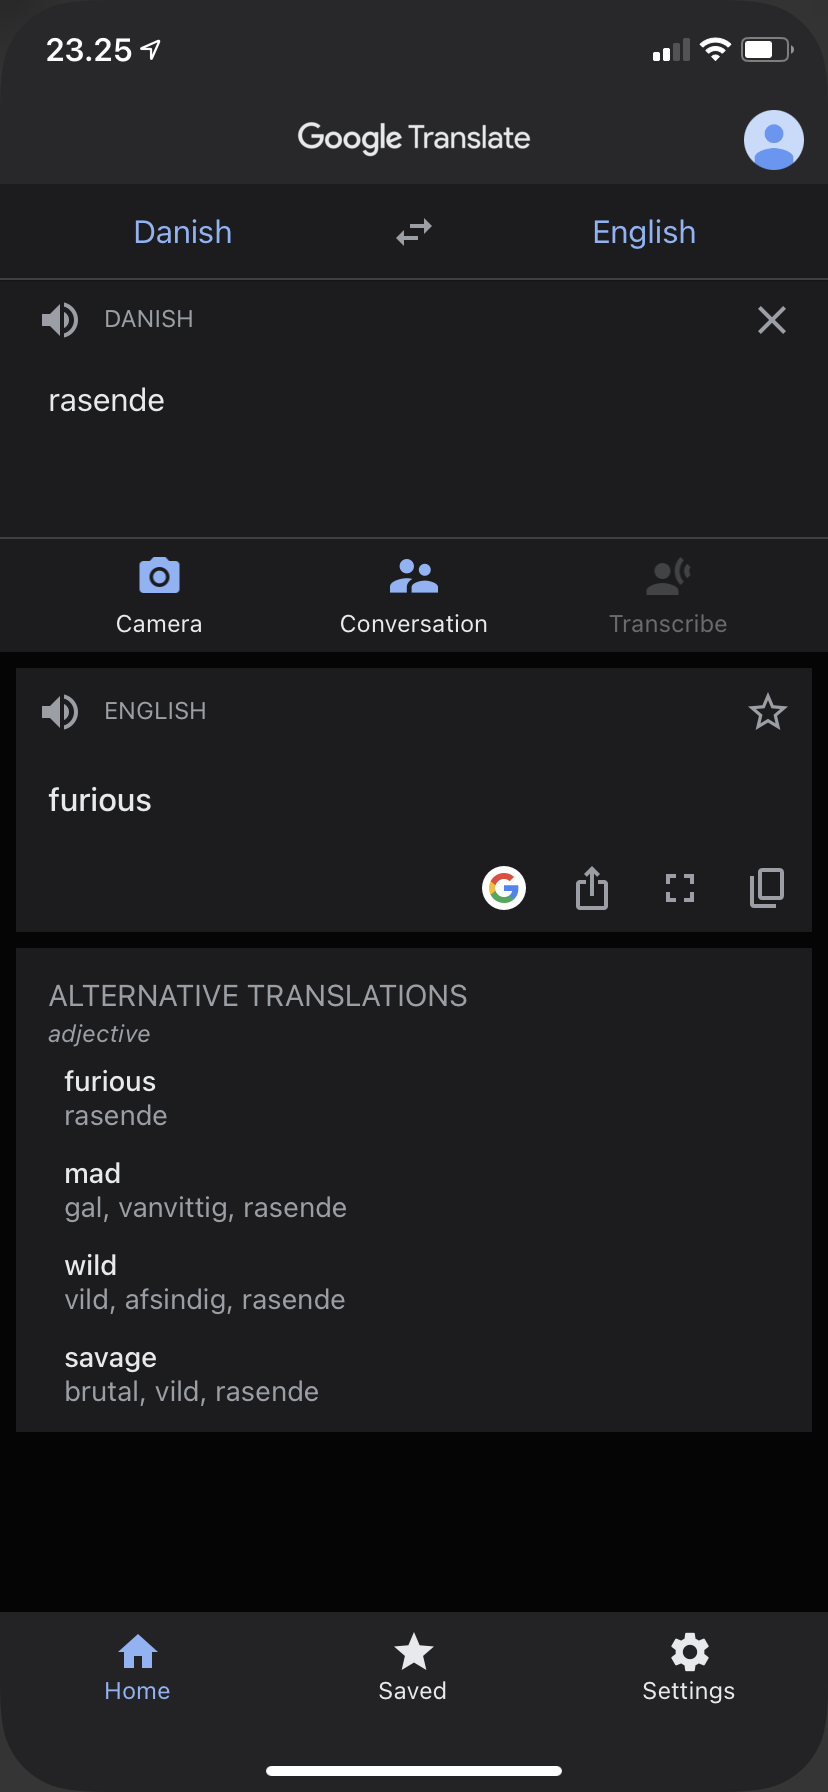 23.25
Google Translate
Danish English
DANISH
rasende
Camera Conversation Transcribe
ENGLISH
furious
ALTERNATIVE TRANSLATIONS
adjective
furious
rasende
mad
gal, vanvittig, rasende
wild
vild, afsindig, rasende
savage
brutal, vild, rasende
Home Saved Settings